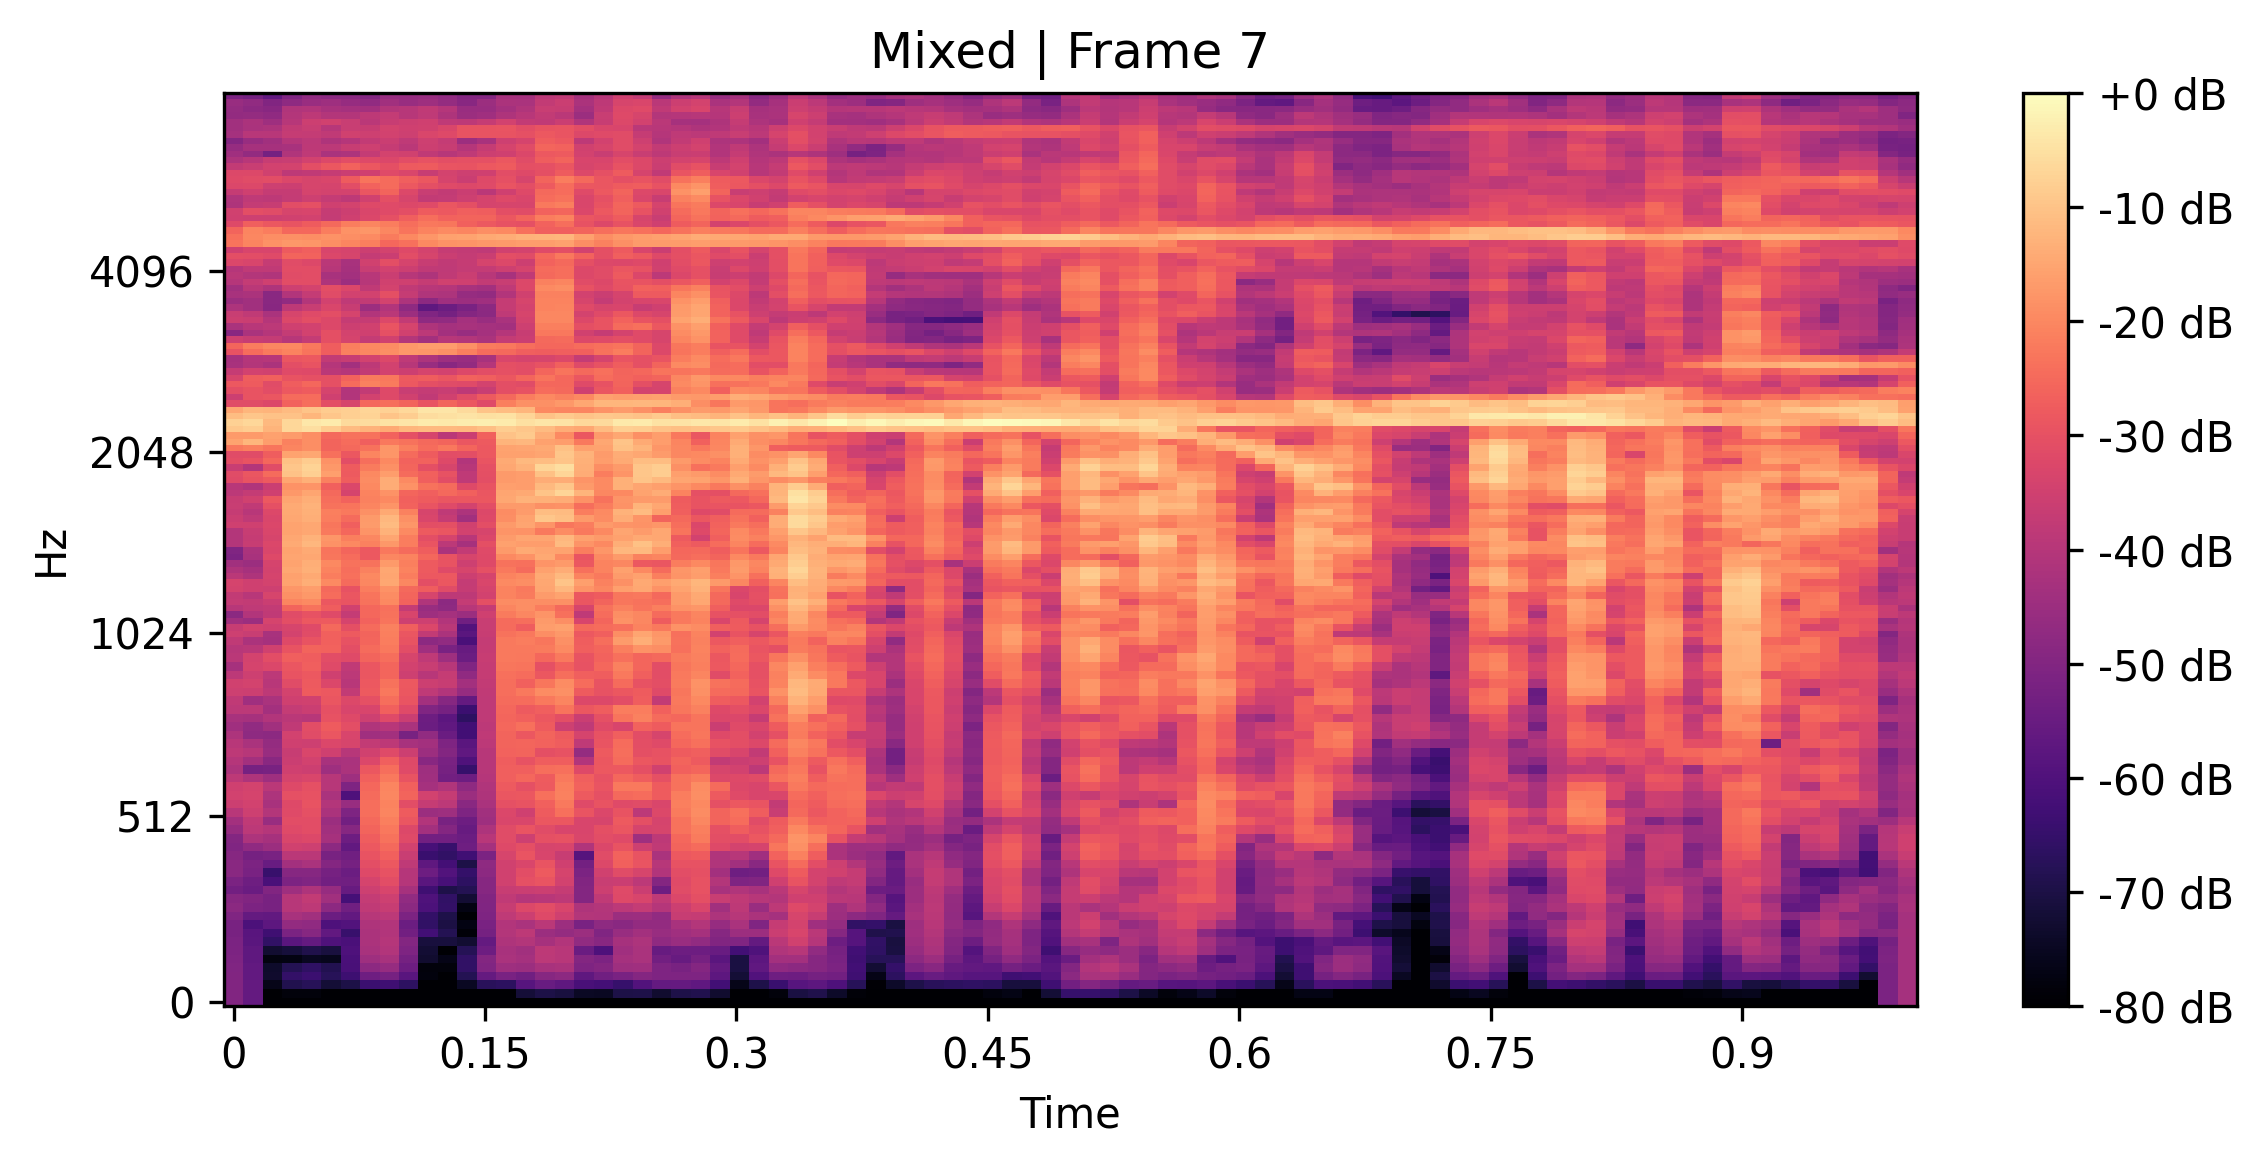 Mixed | Frame 7
+0 dB
-10 dB
-20 dB
-30 dB
-40 dB
-50 dB
-60 dB
-70 dB
-80 dB
4096
2048
1024
512
0
Hz
0 0.15 0.3 0.45 0.6 0.75 0.9
Time